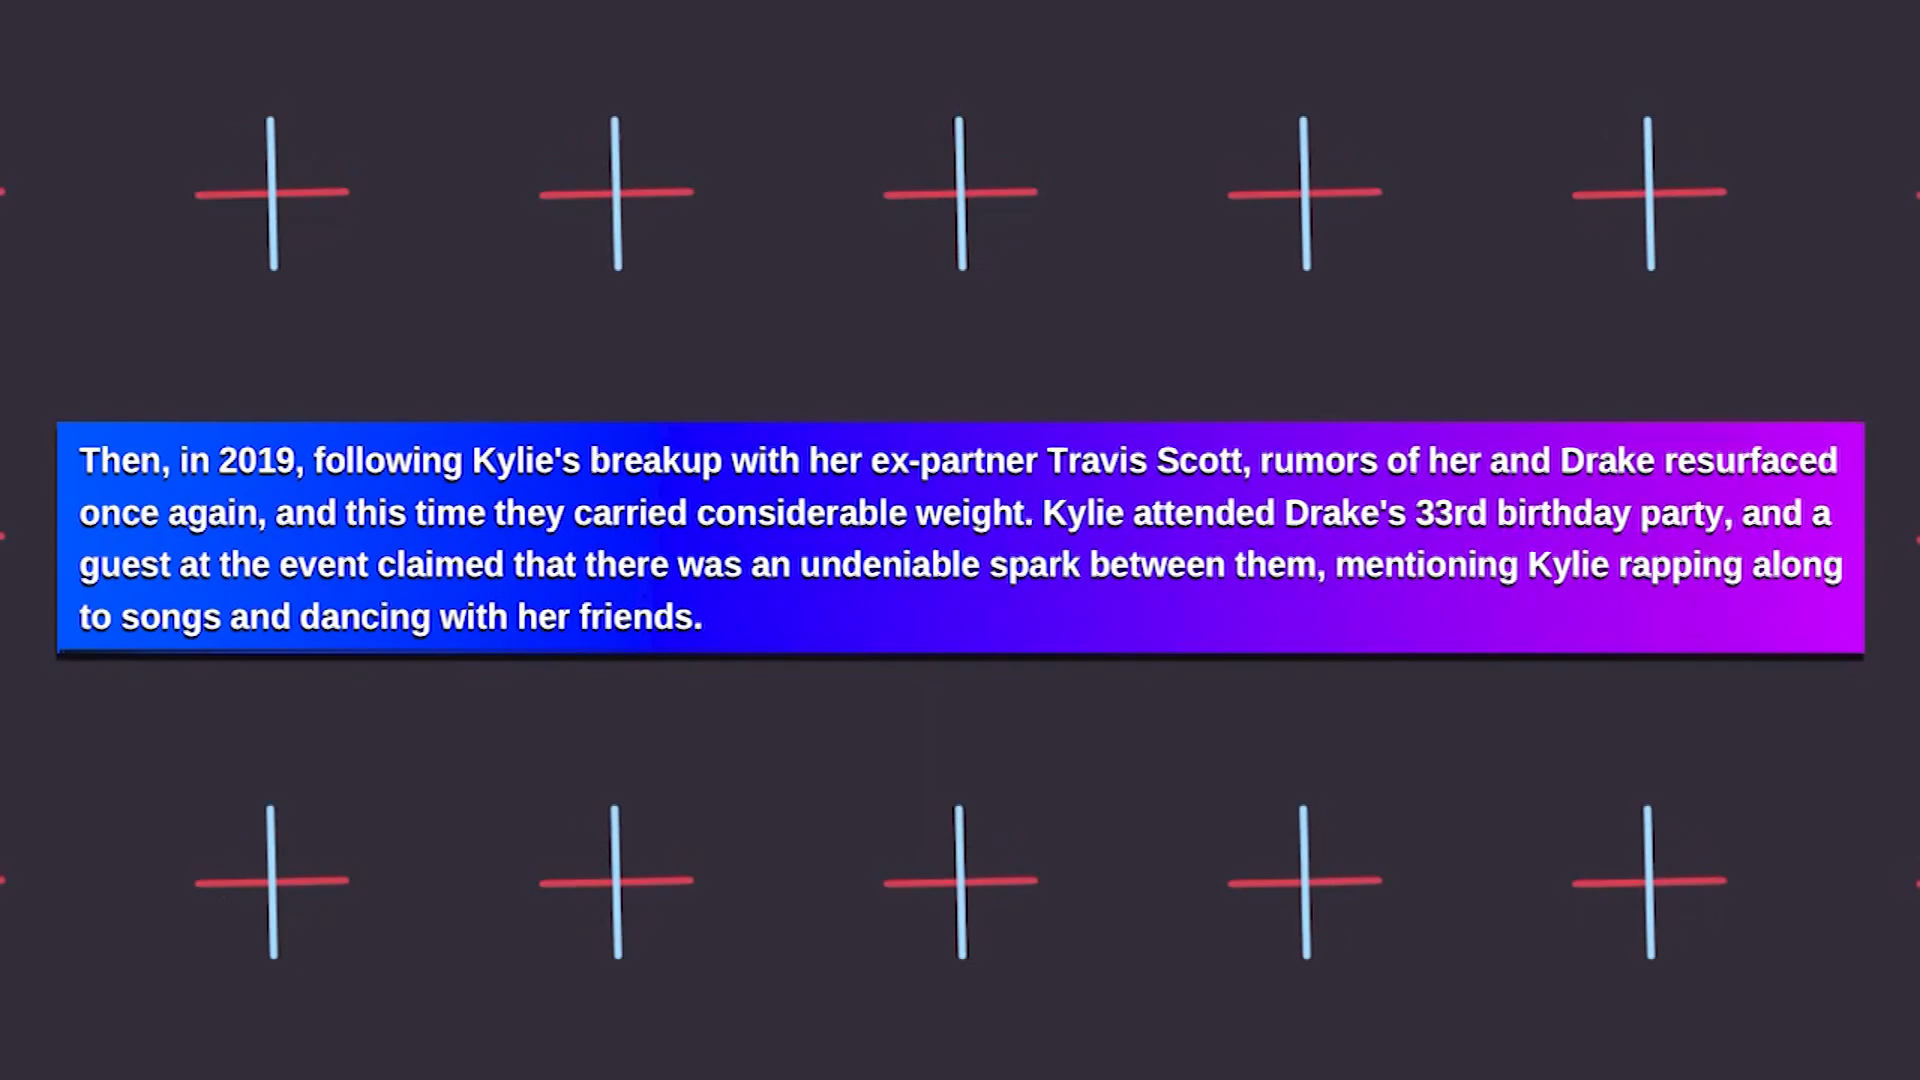 Then, in 2019, following Kylie's breakup with her ex-partner Travis Scott, rumors of her and Drake resurfaced
once again, and this time they carried considerable weight. Kylie attended Drake's 33rd birthday party, and a
guest at the event claimed that there was an undeniable spark between them, mentioning Kylie rapping along
to songs and dancing with her friends.